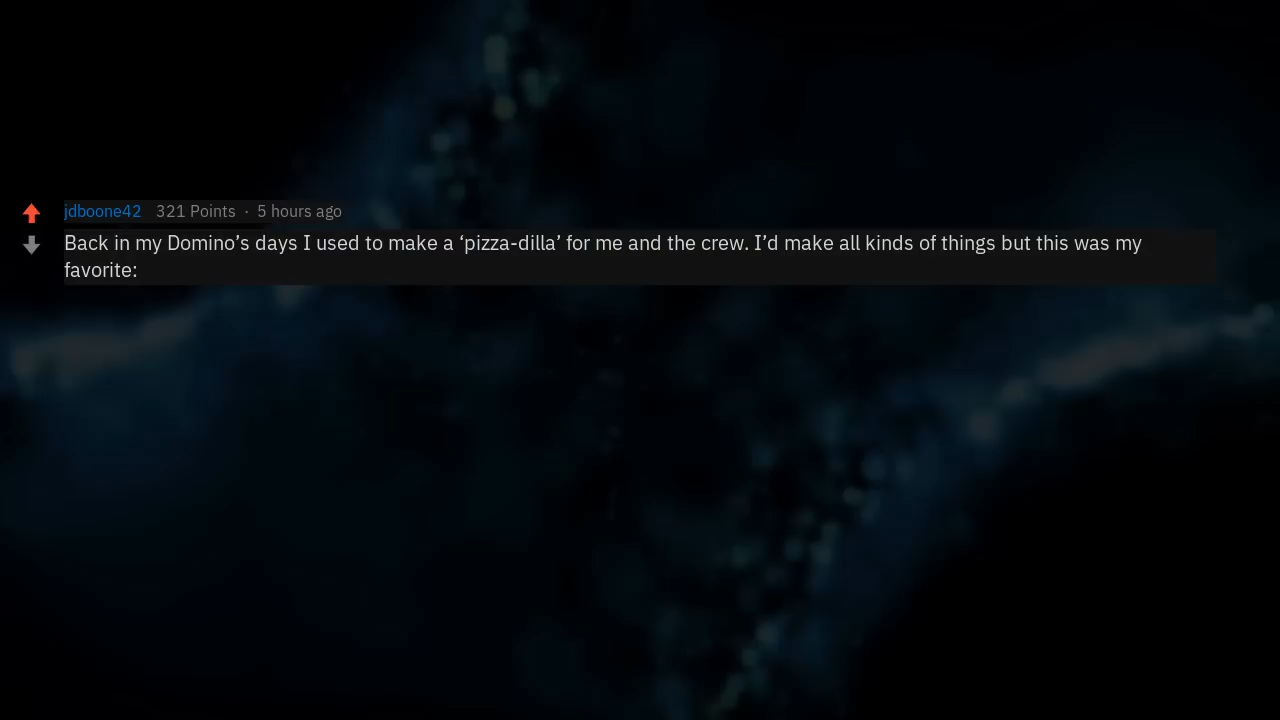 jdboone42 321 Points · 5 hours ago
Back in my Domino’s days I used to make a ‘pizza-dilla’ for me and the crew. I’d make all kinds of things but this was my
favorite: